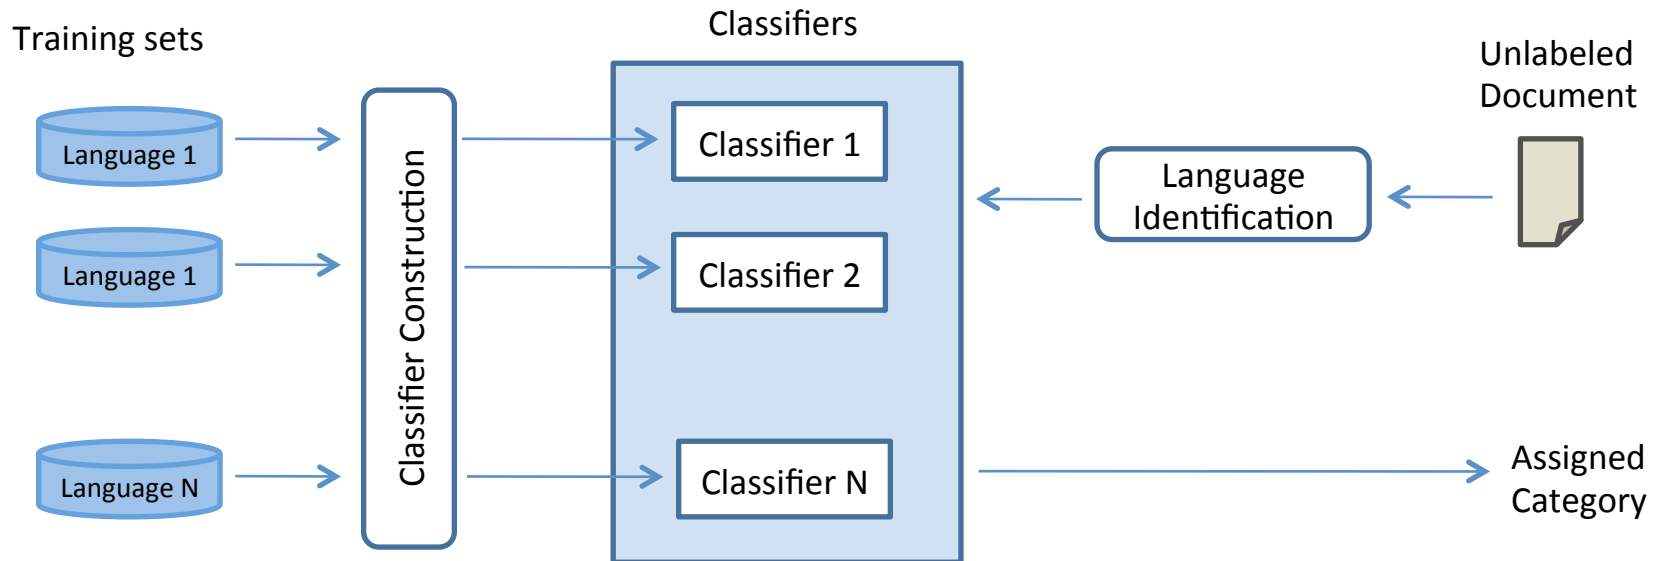 Training sets
Language 1
Language 1
Language N
Classifier Construction
Classifiers
Classifier 1
Classifier 2
Classifier N
Language
Identification
Unlabeled
Document
Assigned
Category